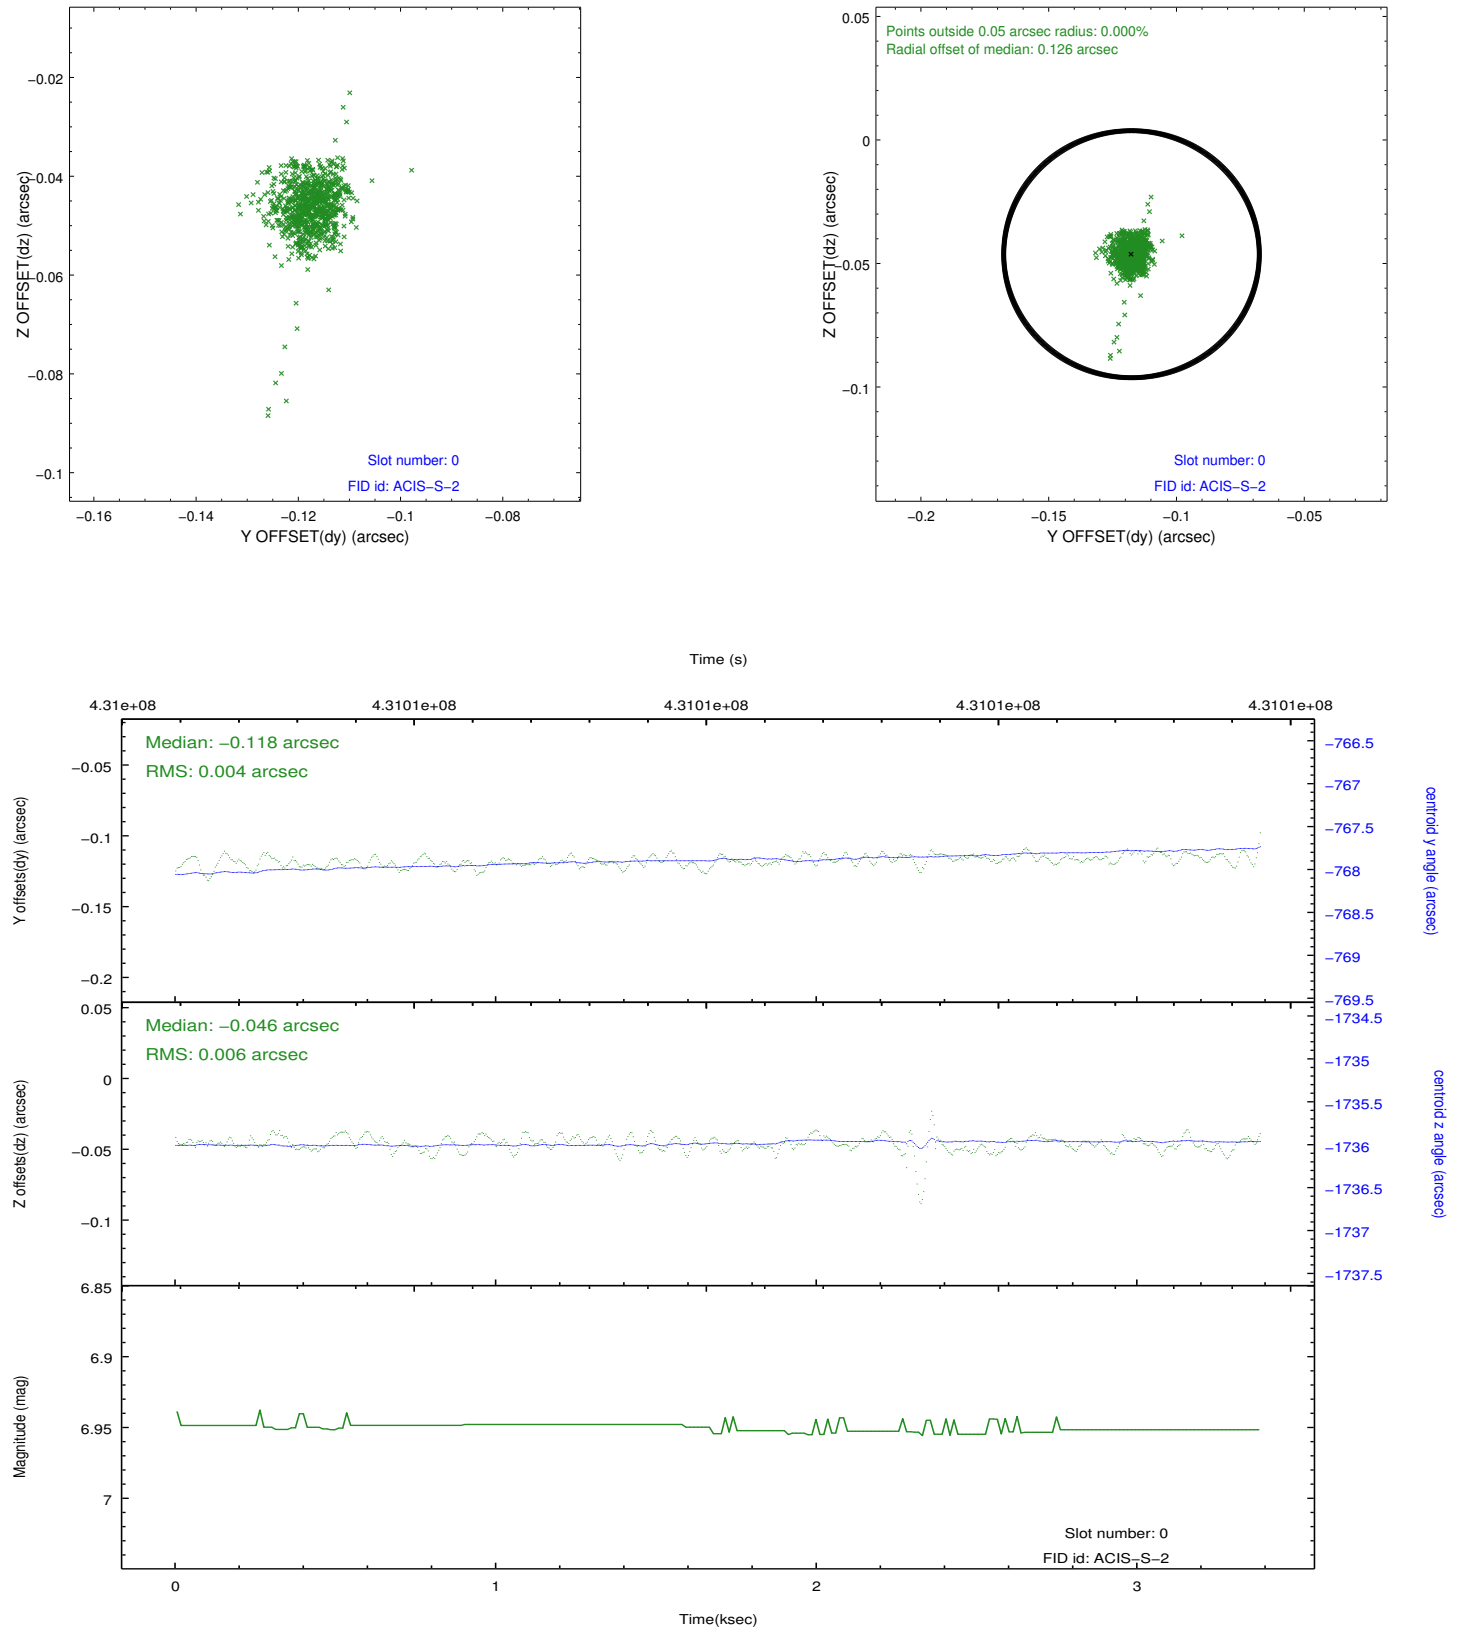 −0.02
−0.04
−0.06
−0.08
−0.1
Z OFFSET(dz) (arcsec)
Slot number: 0
FID id: ACIS−S−2
−0.16
−0.14
−0.12
−0.1
−0.08
Y OFFSET(dy) (arcsec)
Points outside 0.05 arcsec radius: 0.000%
Radial offset of median: 0.126 arcsec
0.05
0
−0.05
−0.1
Z OFFSET(dz) (arcsec)
Slot number: 0
FID id: ACIS−S−2
−0.2
−0.15
−0.1
−0.05
Y OFFSET(dy) (arcsec)
Time (s)
4.31e+08
4.3101e+08
4.3101e+08
4.3101e+08
4.3101e+08
Median: −0.118 arcsec
RMS: 0.004 arcsec
−0.05
−0.1
−0.15
−0.2
Y offsets(dy) (arcsec)
−766.5
−767
−767.5
−768
−768.5
−769
−769.5
centroid y angle (arcsec)
Median: −0.046 arcsec
RMS: 0.006 arcsec
0.05
0
−0.05
−0.1
Z offsets(dz) (arcsec)
−1734.5
−1735
−1735.5
−1736
−1736.5
−1737
−1737.5
centroid z angle (arcsec)
6.85
6.9
6.95
7
Magnitude (mag)
Slot number: 0
FID id: ACIS−S−2
0
1
2
3
Time(ksec)